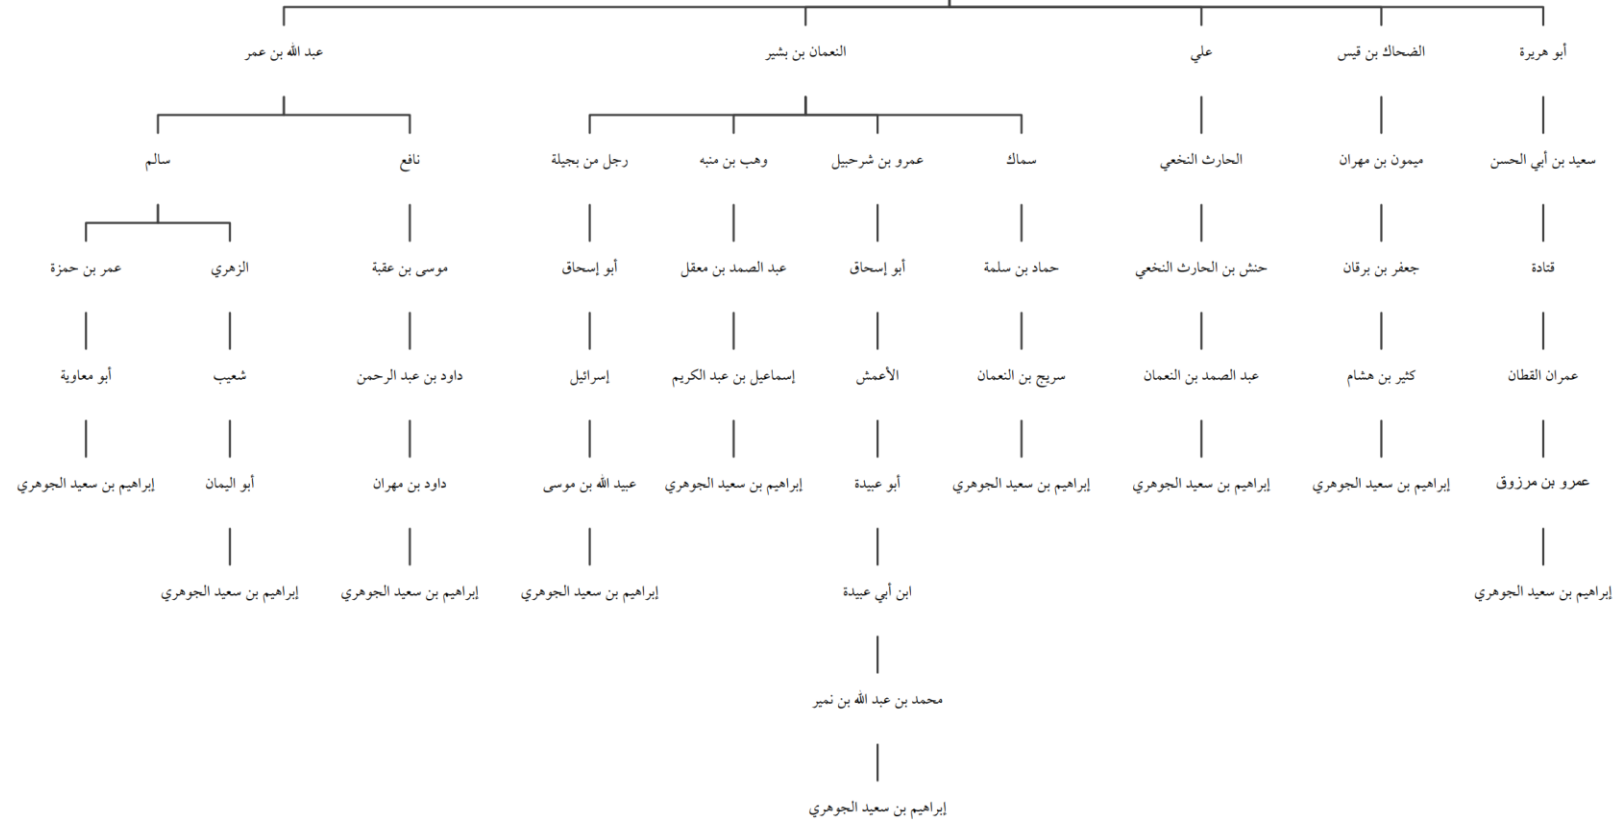 أبو هريرة الضحاك بن قيس علي النعمان بن بشير عبد الله بن عمر
سعيد بن أبي الحسن ميمون بن مهران الحارث النخعي سماك عمرو بن شرحبيل وهب بن منبه رجل من بجيلة نافع سالم
قتادة جعفر بن برقان حنش بن الحارث النخعي حماد بن سلمة أبو إسحاق عبد الصمد بن معقل أبو إسحاق موسى بن عقبة الزهري عمر بن حمزة
عمران القطان كثير بن هشام عبد الصمد بن النعمان سريج بن النعمان الأعمش إسماعيل بن عبد الكريم إسرائيل داود بن عبد الرحمن شعيب أبو معاوية
عمرو بن مرزوق إبراهيم بن سعيد الجوهري إبراهيم بن سعيد الجوهري إبراهيم بن سعيد الجوهري أبو عبيدة إبراهيم بن سعيد الجوهري عبيد الله بن موسى داود بن مهران أبو اليمان إبراهيم بن سعيد الجوهري
إبراهيم بن سعيد الجوهري ابن أبي عبيدة إبراهيم بن سعيد الجوهري إبراهيم بن سعيد الجوهري إبراهيم بن سعيد الجوهري
محمد بن عبد الله بن نمير
إبراهيم بن سعيد الجوهري